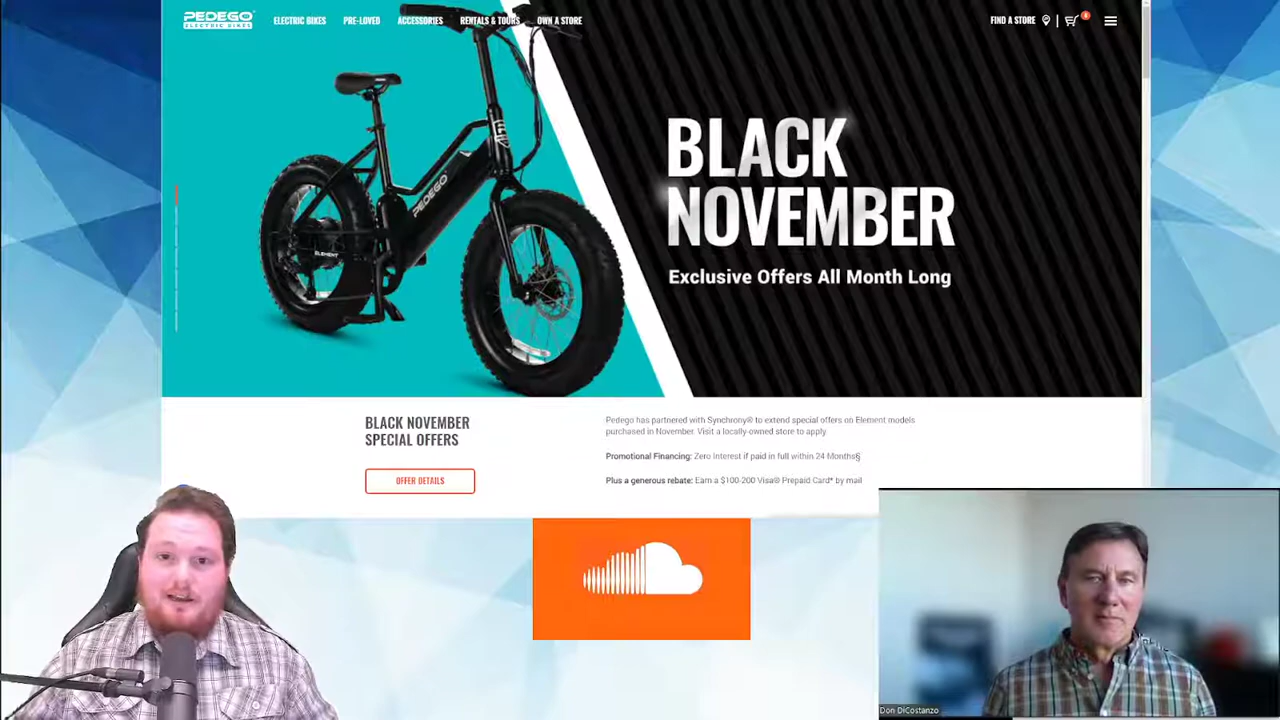 PEDEGO®
ELECTRIC BIKES
ELECTRIC BIKES
PRE-LOVED
ACCESSORIES
RENTALS & TOURS
OWN A STORE
FIND A STORE
PEDEGO
ELEMENT
BLACK
NOVEMBER
Exclusive Offers All Month Long
BLACK NOVEMBER
SPECIAL OFFERS
OFFER DETAILS
Pedego has partnered with Synchrony® to extend special offers on Element models
purchased in November. Visit a locally-owned store to apply.
Promotional Financing: Zero Interest if paid in full within 24 Months§
Plus a generous rebate: Earn a $100-200 Visa® Prepaid Card* by mail
Don DiCostanzo